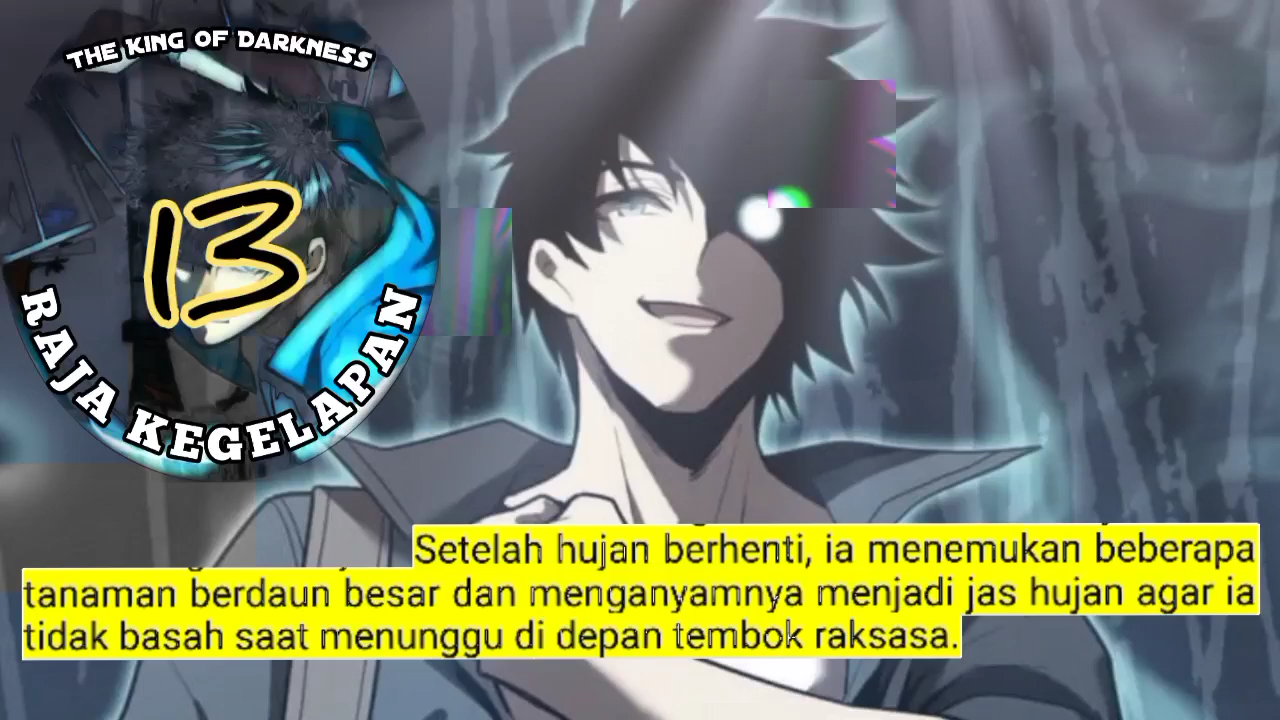 THE KING OF DARKNESS
13
RAJA KEGELAPAN
Setelah hujan berhenti, ia menemukan beberapa
tanaman berdaun besar dan menganyamnya menjadi jas hujan agar ia
tidak basah saat menunggu di depan tembok raksasa.